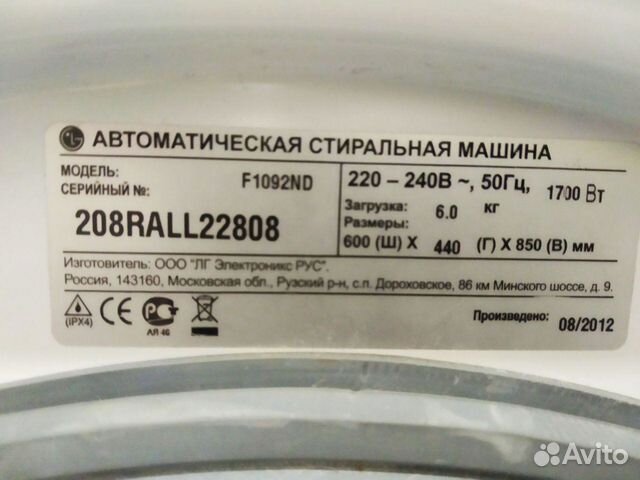 LG АВТОМАТИЧЕСКАЯ СТИРАЛЬНАЯ МАШИНА
МОДЕЛЬ: F1092ND
СЕРИЙНЫЙ №:
208RALL22808
220 – 240В ~, 50Гц, 1700 Вт
Загрузка: 6.0 кг
Размеры:
600 (Ш) X 440 (Г) X 850 (В) мм
Изготовитель: ООО "ЛГ Электроникс РУС".
Россия, 143160, Московская обл., Рузский р-н, с.п. Дороховское, 86 км Минского шоссе, д. 9.
(IPX4) CE АЯ 46
Произведено: 08/2012
Avito